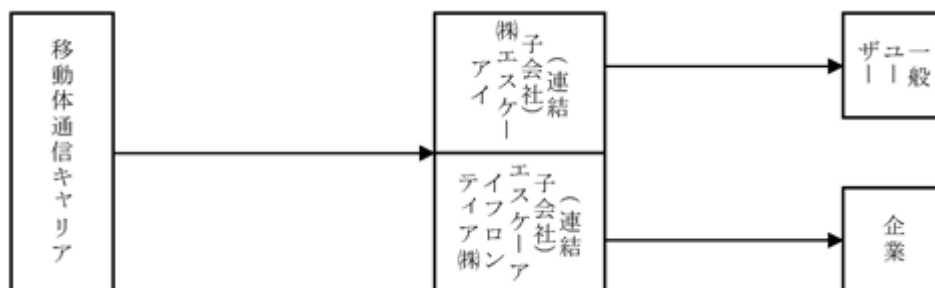 移動体通信キャリア
(連結
子会社)
㈱エスケー
アイ
(連結
子会社)
エスケーア
イフロン
ティア㈱
一般
ユー
ザー
企業